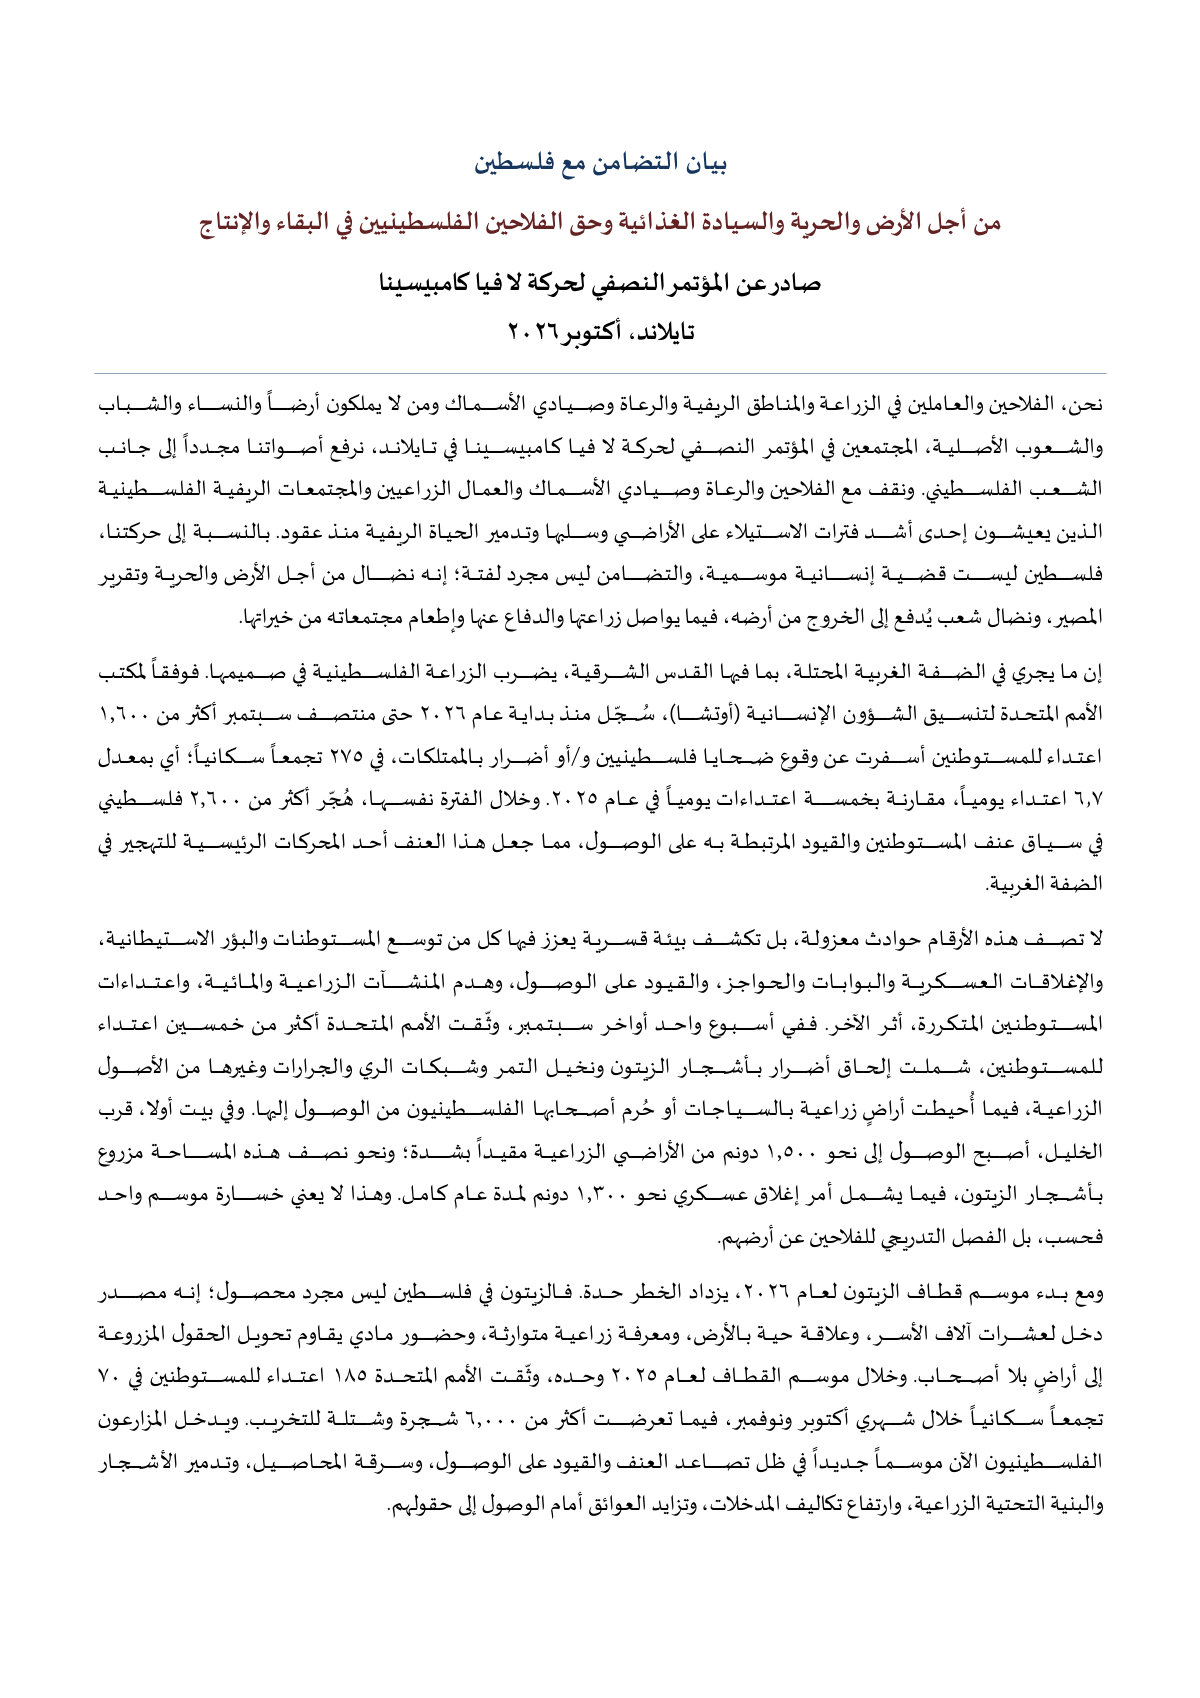 بيان التضامن مع فلسطين
من أجل الأرض والحرية والسيادة الغذائية وحق الفلاحين الفلسطينيين في البقاء والإنتاج
صادر عن المؤتمر النصفي لحركة لا فيا كامبيسينا
تايلاند، أكتوبر ٢٠٢٦
نحن، الفلاحين والعاملين في الزراعة والمناطق الريفية والرعاة وصيادي الأسماك ومن لا يملكون أرضاً والنساء والشباب
والشعوب الأصلية، المجتمعين في المؤتمر النصفي لحركة لا فيا كامبيسينا في تايلاند، نرفع أصواتنا مجدداً إلى جانب
الشعب الفلسطيني. ونقف مع الفلاحين والرعاة وصيادي الأسماك والعمال الزراعيين والمجتمعات الريفية الفلسطينية
الذين يعيشون إحدى أشد فترات الاستيلاء على الأراضي وسلبها وتدمير الحياة الريفية منذ عقود. بالنسبة إلى حركتنا،
فلسطين ليست قضية إنسانية موسمية، والتضامن ليس مجرد لفتة؛ إنه نضال من أجل الأرض والحرية وتقرير
المصير، ونضال شعب يُدفع إلى الخروج من أرضه، فيما يواصل زراعتها والدفاع عنها وإطعام مجتمعاته من خيراتها.
إن ما يجري في الضفة الغربية المحتلة، بما فيها القدس الشرقية، يضرب الزراعة الفلسطينية في صميمها. فوفقاً لمكتب
الأمم المتحدة لتنسيق الشؤون الإنسانية (أوتشا)، سُجّل منذ بداية عام ٢٠٢٦ حتى منتصف سبتمبر أكثر من ١,٦٠٠
اعتداء للمستوطنين أسفرت عن وقوع ضحايا فلسطينيين و/أو أضرار بالممتلكات، في ٢٧٥ تجمعاً سكانياً؛ أي بمعدل
٦,٧ اعتداء يومياً، مقارنة بخمسة اعتداءات يومياً في عام ٢٠٢٥. وخلال الفترة نفسها، هُجّر أكثر من ٢,٦٠٠ فلسطيني
في سياق عنف المستوطنين والقيود المرتبطة به على الوصول، مما جعل هذا العنف أحد المحركات الرئيسية للتهجير في
الضفة الغربية.
لا تصف هذه الأرقام حوادث معزولة، بل تكشف بيئة قسرية يعزز فيها كل من توسع المستوطنات والبؤر الاستيطانية،
والإغلاقات العسكرية والبوابات والحواجز، والقيود على الوصول، وهدم المنشآت الزراعية والمائية، واعتداءات
المستوطنين المتكررة، أثر الآخر. ففي أسبوع واحد أواخر سبتمبر، وثّقت الأمم المتحدة أكثر من خمسين اعتداء
للمستوطنين، شملت إلحاق أضرار بأشجار الزيتون ونخيل التمر وشبكات الري والجرارات وغيرها من الأصول
الزراعية، فيما أُحيطت أراضٍ زراعية بالسياجات أو حُرم أصحابها الفلسطينيون من الوصول إليها. وفي بيت أولا، قرب
الخليل، أصبح الوصول إلى نحو ١,٥٠٠ دونم من الأراضي الزراعية مقيداً بشدة؛ ونحو نصف هذه المساحة مزروع
بأشجار الزيتون، فيما يشمل أمر إغلاق عسكري نحو ١,٣٠٠ دونم لمدة عام كامل. وهذا لا يعني خسارة موسم واحد
فحسب، بل الفصل التدريجي للفلاحين عن أرضهم.
ومع بدء موسم قطاف الزيتون لعام ٢٠٢٦، يزداد الخطر حدة. فالزيتون في فلسطين ليس مجرد محصول؛ إنه مصدر
دخل لعشرات آلاف الأسر، وعلاقة حية بالأرض، ومعرفة زراعية متوارثة، وحضور مادي يقاوم تحويل الحقول المزروعة
إلى أراضٍ بلا أصحاب. وخلال موسم القطاف لعام ٢٠٢٥ وحده، وثّقت الأمم المتحدة ١٨٥ اعتداء للمستوطنين في ٧٠
تجمعاً سكانياً خلال شهري أكتوبر ونوفمبر، فيما تعرضت أكثر من ٦,٠٠٠ شجرة وشتلة للتخريب. ويدخل المزارعون
الفلسطينيون الآن موسماً جديداً في ظل تصاعد العنف والقيود على الوصول، وسرقة المحاصيل، وتدمير الأشجار
والبنية التحتية الزراعية، وارتفاع تكاليف المدخلات، وتزايد العوائق أمام الوصول إلى حقولهم.